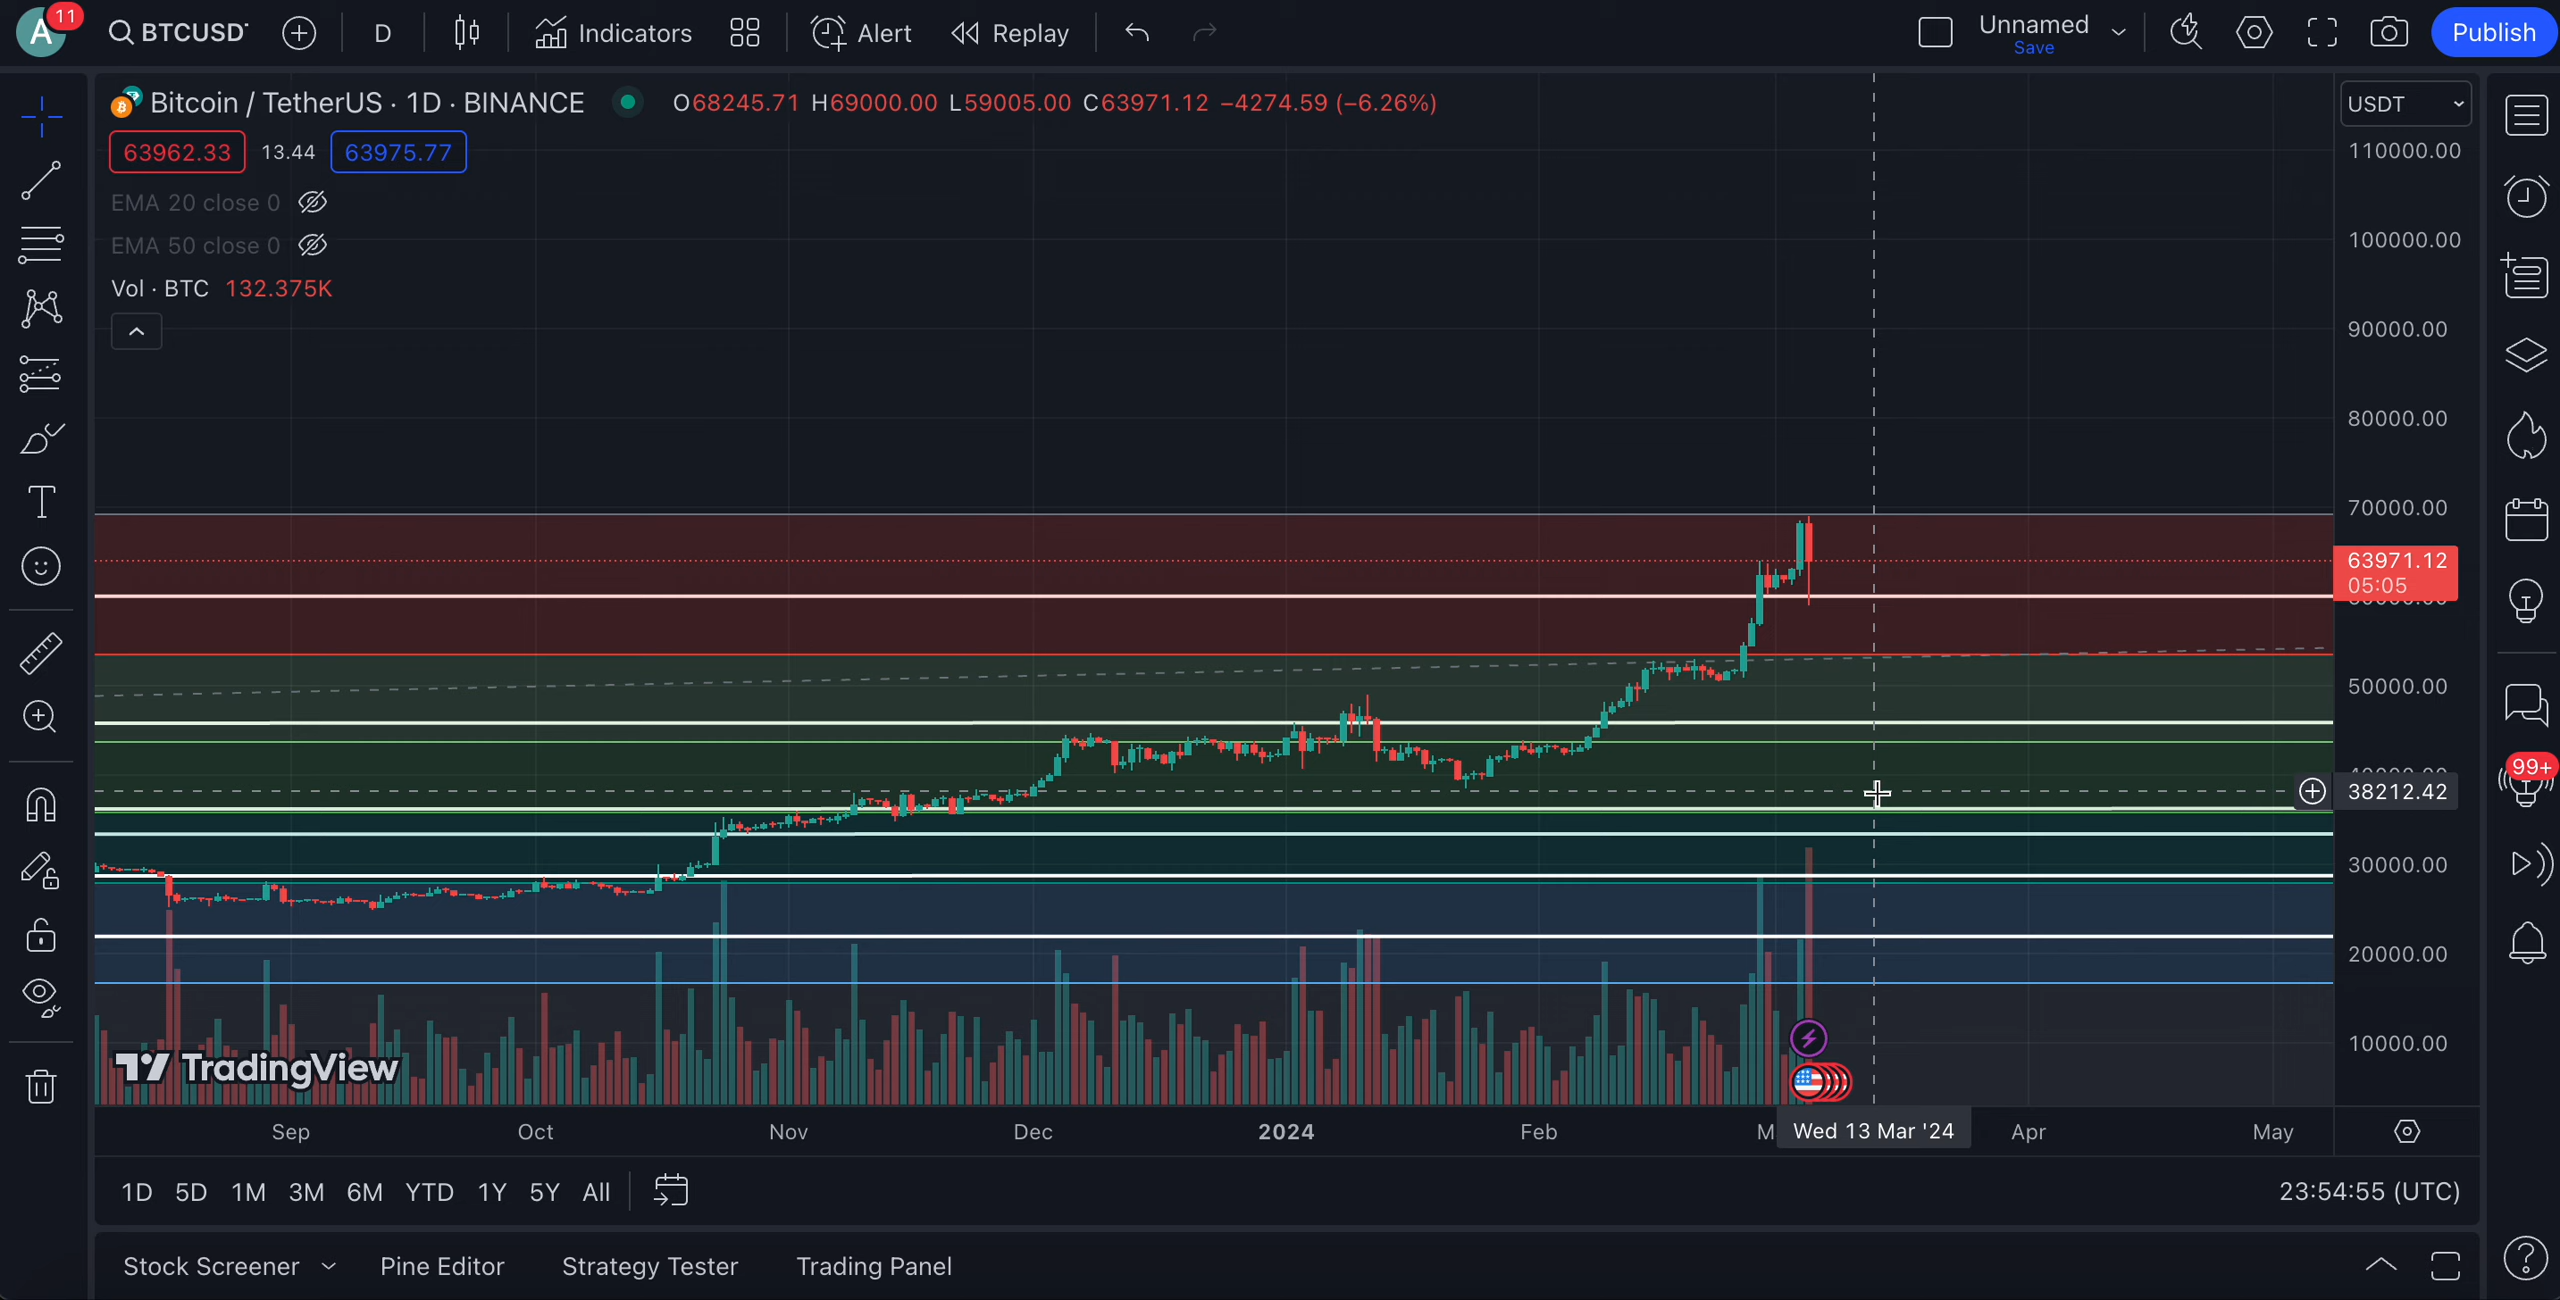 A 11 BTCUSD D Indicators Alert Replay Unnamed Save Publish
Bitcoin / TetherUS · 1D · BINANCE O68245.71 H69000.00 L59005.00 C63971.12 −4274.59 (−6.26%) USDT
63962.33 13.44 63975.77
EMA 20 close 0
EMA 50 close 0
Vol · BTC 132.375K
110000.00
100000.00
90000.00
80000.00
70000.00
63971.12
05:05
50000.00
99+
38212.42
30000.00
20000.00
10000.00
TradingView
Sep Oct Nov Dec 2024 Feb M Wed 13 Mar '24 Apr May
1D 5D 1M 3M 6M YTD 1Y 5Y All 23:54:55 (UTC)
Stock Screener Pine Editor Strategy Tester Trading Panel